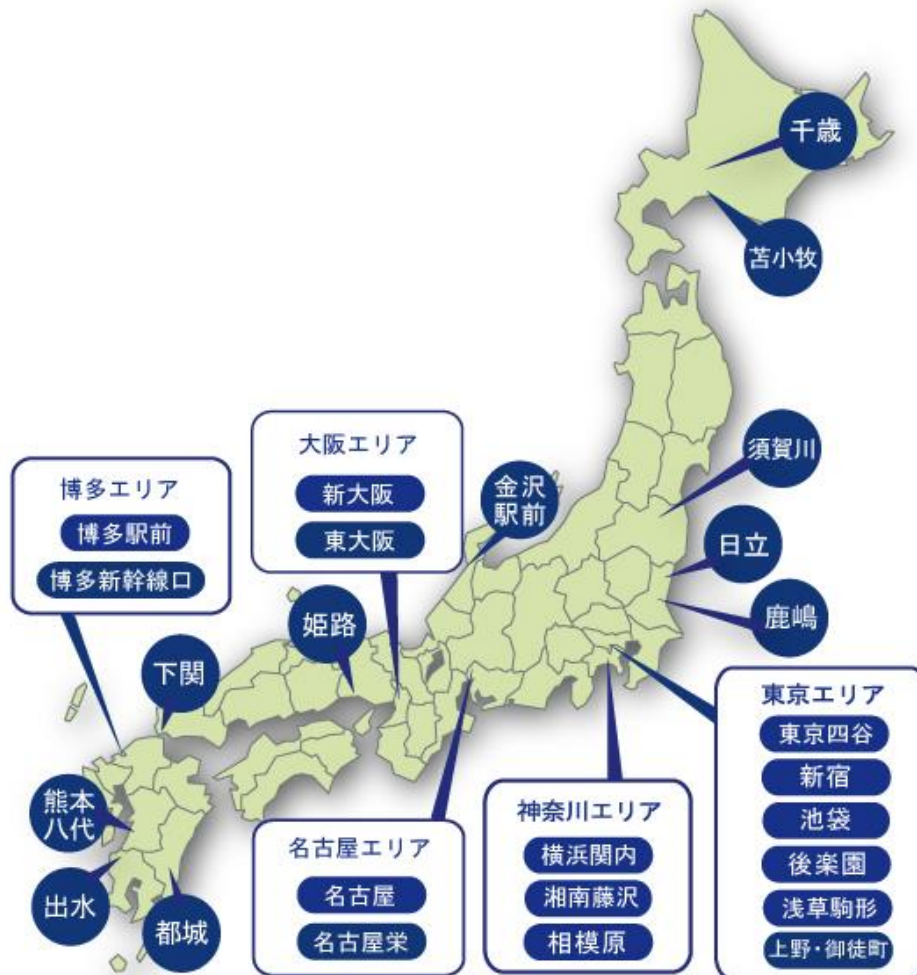 千歳
苫小牧
須賀川
日立
鹿嶋
大阪エリア
新大阪
東大阪
金沢
駅前
博多エリア
博多駅前
博多新幹線口
姫路
下関
熊本
八代
出水
都城
名古屋エリア
名古屋
名古屋栄
神奈川エリア
横浜関内
湘南藤沢
相模原
東京エリア
東京四谷
新宿
池袋
後楽園
浅草駒形
上野・御徒町